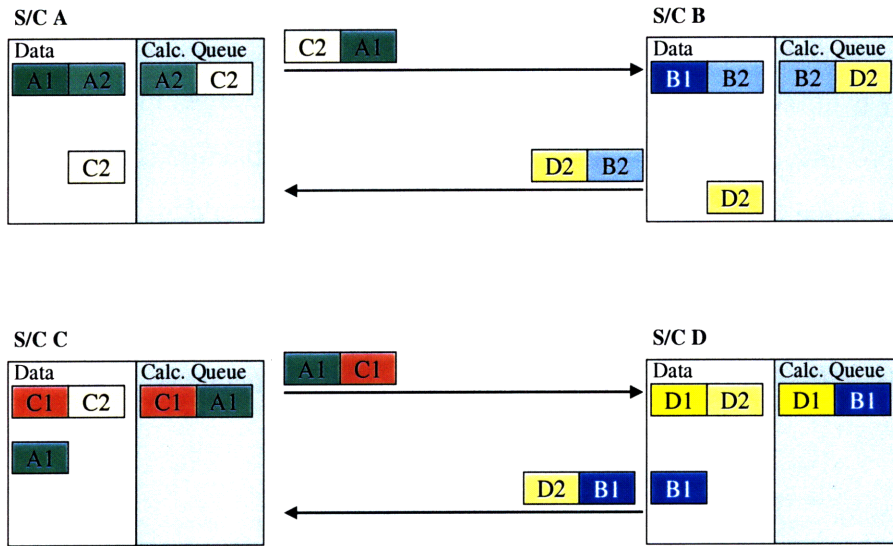 S/C A
Data Calc. Queue
A1 A2 A2 C2
C2
C2 A1
D2 B2
S/C B
Data Calc. Queue
B1 B2 B2 D2
D2
S/C C
Data Calc. Queue
C1 C2 C1 A1
A1
A1 C1
D2 B1
S/C D
Data Calc. Queue
D1 D2 D1 B1
B1